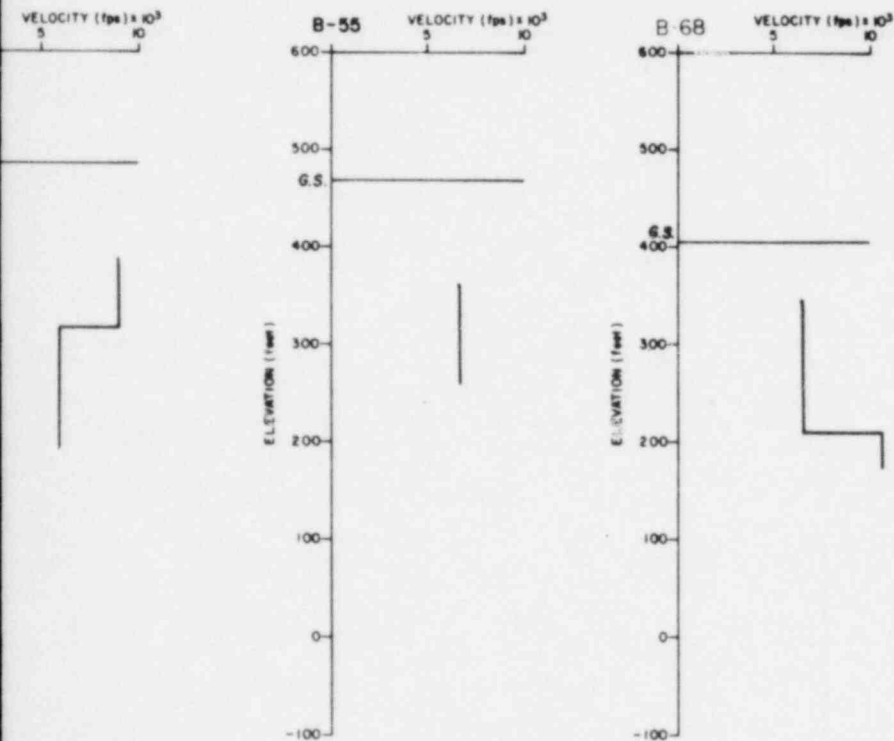 VELOCITY (fps) x 10³
5 10
B-55
VELOCITY (fps) x 10³
5 10
600
500
G.S.
400
300
200
100
0
-100
ELEVATION (feet)
B-68
VELOCITY (fps) x 10³
5 10
600
500
G.S.
400
300
200
100
0
-100
ELEVATION (feet)